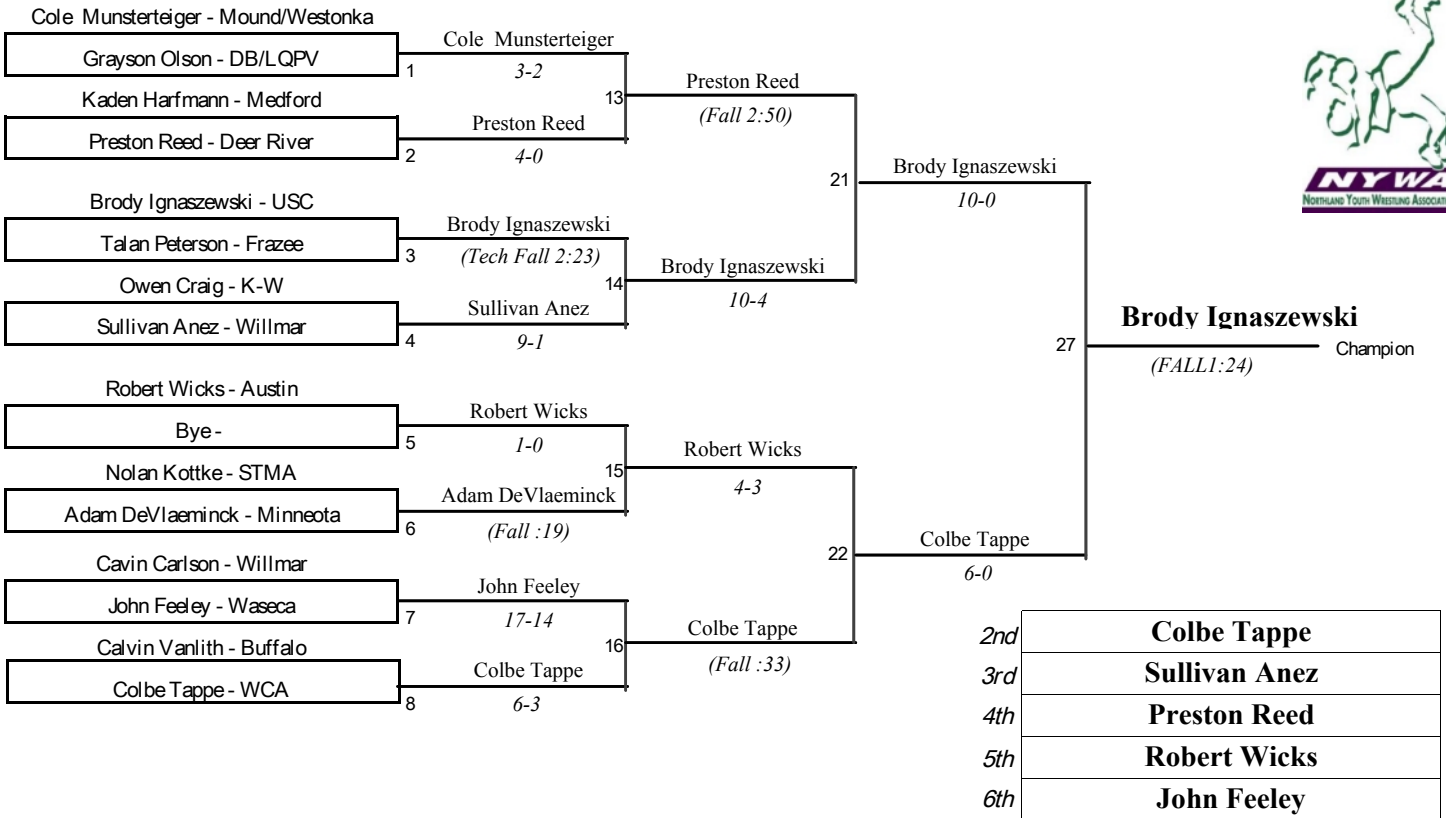 Cole Munsterteiger - Mound/Westonka
Grayson Olson - DB/LQPV
1
Kaden Harfmann - Medford
Preston Reed - Deer River
2
Brody Ignaszewski - USC
Talan Peterson - Frazee
3
Owen Craig - K-W
Sullivan Anez - Willmar
4
Robert Wicks - Austin
Bye -
5
Nolan Kottke - STMA
Adam DeVlaeminck - Minneota
6
Cavin Carlson - Willmar
John Feeley - Waseca
7
Calvin Vanlith - Buffalo
Colbe Tappe - WCA
8
Cole Munsterteiger
3-2
13
Preston Reed
4-0
Brody Ignaszewski
(Tech Fall 2:23)
14
Sullivan Anez
9-1
Robert Wicks
1-0
15
Adam DeVlaeminck
(Fall :19)
John Feeley
17-14
16
Colbe Tappe
6-3
Preston Reed
(Fall 2:50)
21
Brody Ignaszewski
10-4
Robert Wicks
4-3
22
Colbe Tappe
(Fall :33)
Brody Ignaszewski
10-0
27
Colbe Tappe
6-0
Brody Ignaszewski
Champion
(FALL1:24)
NYWA
NORTHLAND YOUTH WRESTLING
2nd Colbe Tappe
3rd Sullivan Anez
4th Preston Reed
5th Robert Wicks
6th John Feeley